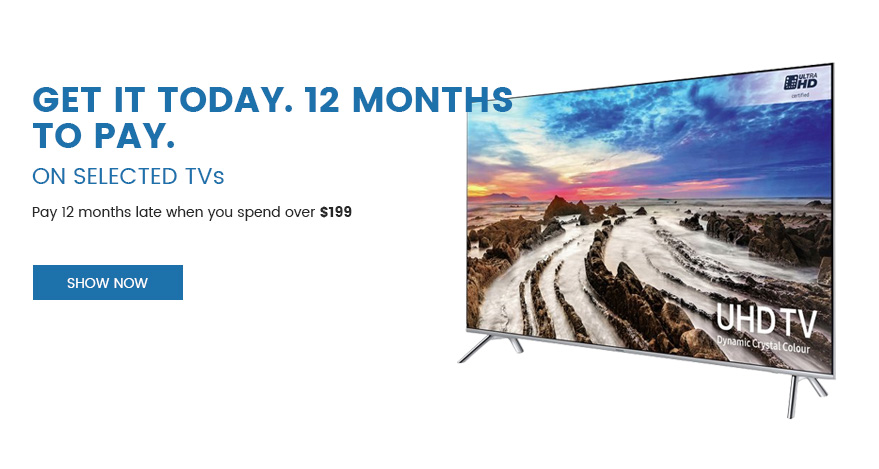 GET IT TODAY. 12 MONTHS
TO PAY.
ON SELECTED TVs
Pay 12 months late when you spend over $199
SHOW NOW
ULTRA
HD
certified
UHD TV
Dynamic Crystal Colour